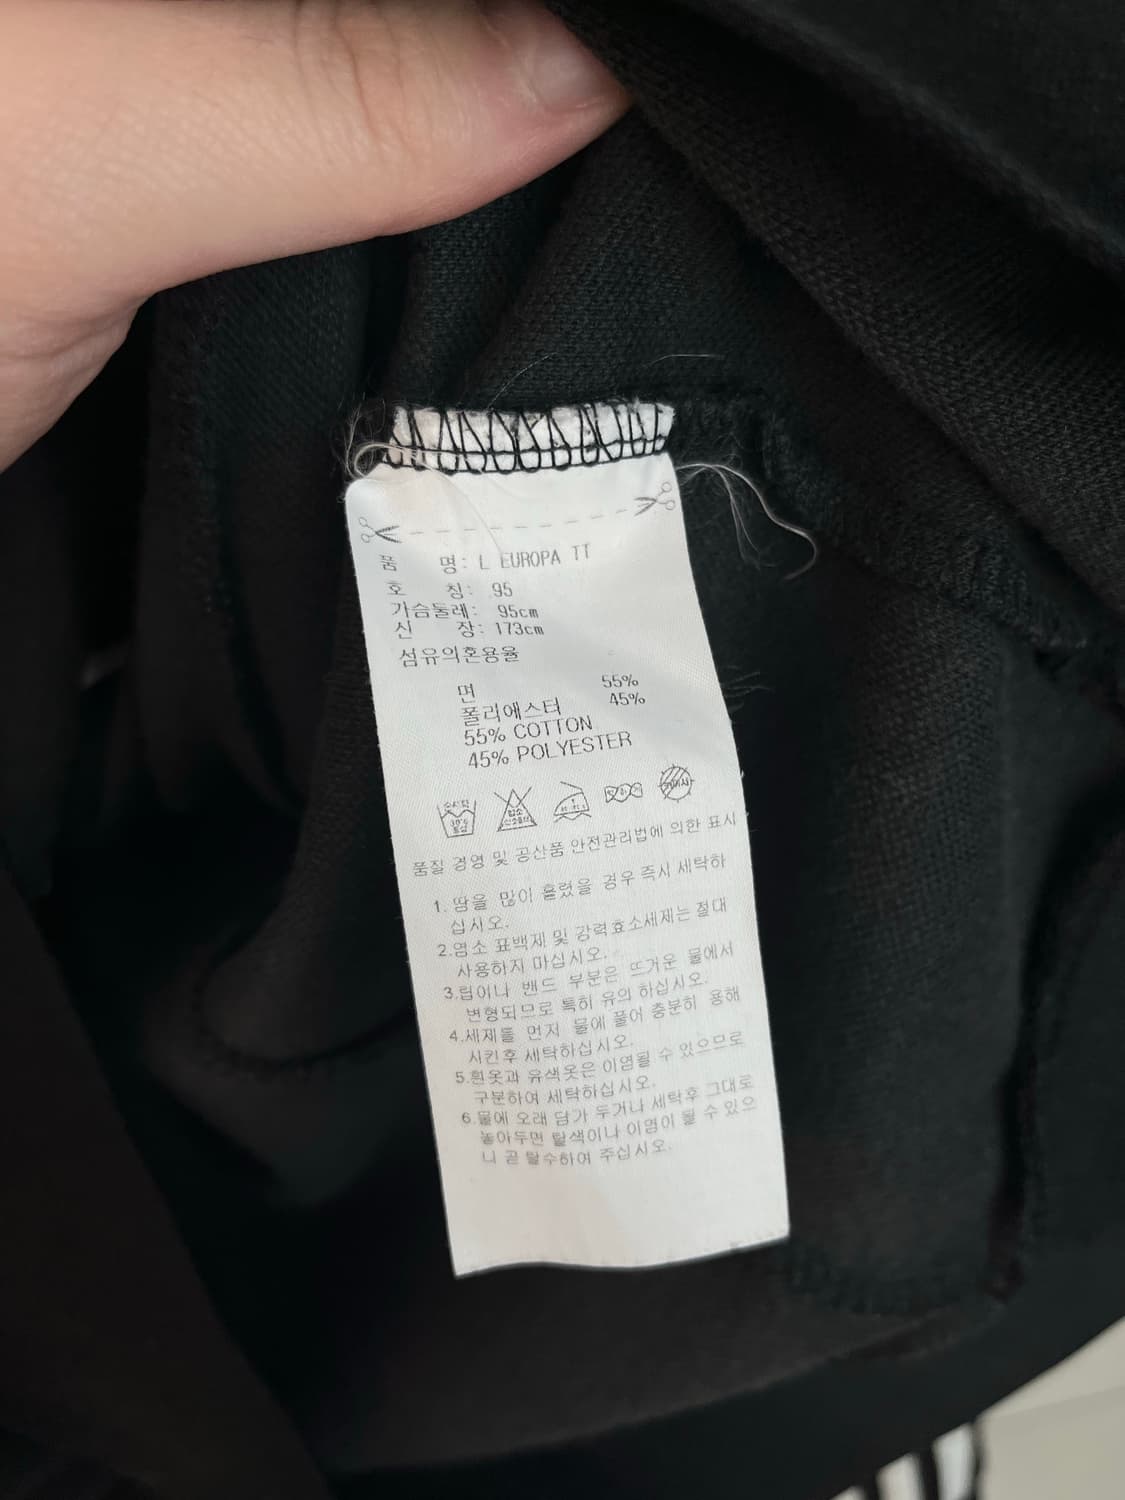 품 명: L EUROPA TT
호 칭: 95
가슴둘레: 95cm
신 장: 173cm
섬유의혼용율
면 55%
폴리에스터 45%
55% COTTON
45% POLYESTER
품질 경영 및 공산품 안전관리법에 의한 표시
1. 땀을 많이 흘렸을 경우 즉시 세탁하
십시오.
2.염소 표백제 및 강력효소세제는 절대
사용하지 마십시오.
3.립이나 밴드 부분은 뜨거운 물에서
변형되므로 특히 유의 하십시오.
4.세제를 먼저 물에 풀어 충분히 용해
시킨후 세탁하십시오.
5.흰옷과 유색옷은 이염될 수 있으므로
구분하여 세탁하십시오.
6.물에 오래 담가 두거나 세탁후 그대로
놓아두면 탈색이나 이염이 될 수 있으
니 곧 탈수하여 주십시오.